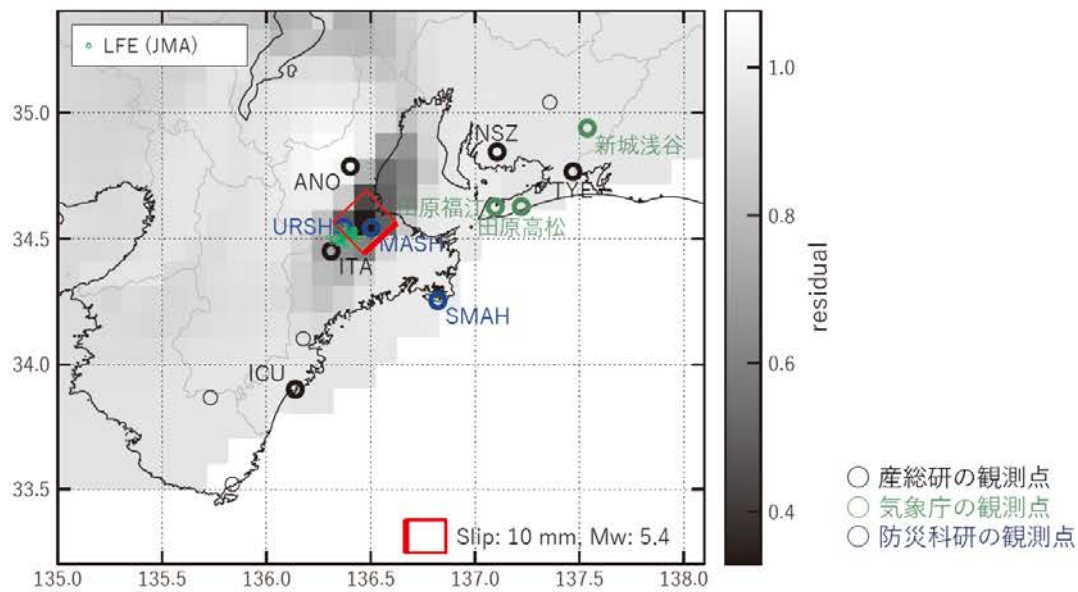 LFE (JMA)
1.0
35.0
NSZ
新城浅谷
ANO
TYE
田原福江
0.8
URSH
田原高松
34.5
MASH
ITA
residual
SMAH
34.0
0.6
ICU
33.5
産総研の観測点
0.4
気象庁の観測点
Slip: 10 mm, Mw: 5.4
防災科研の観測点
135.0 135.5 136.0 136.5 137.0 137.5 138.0